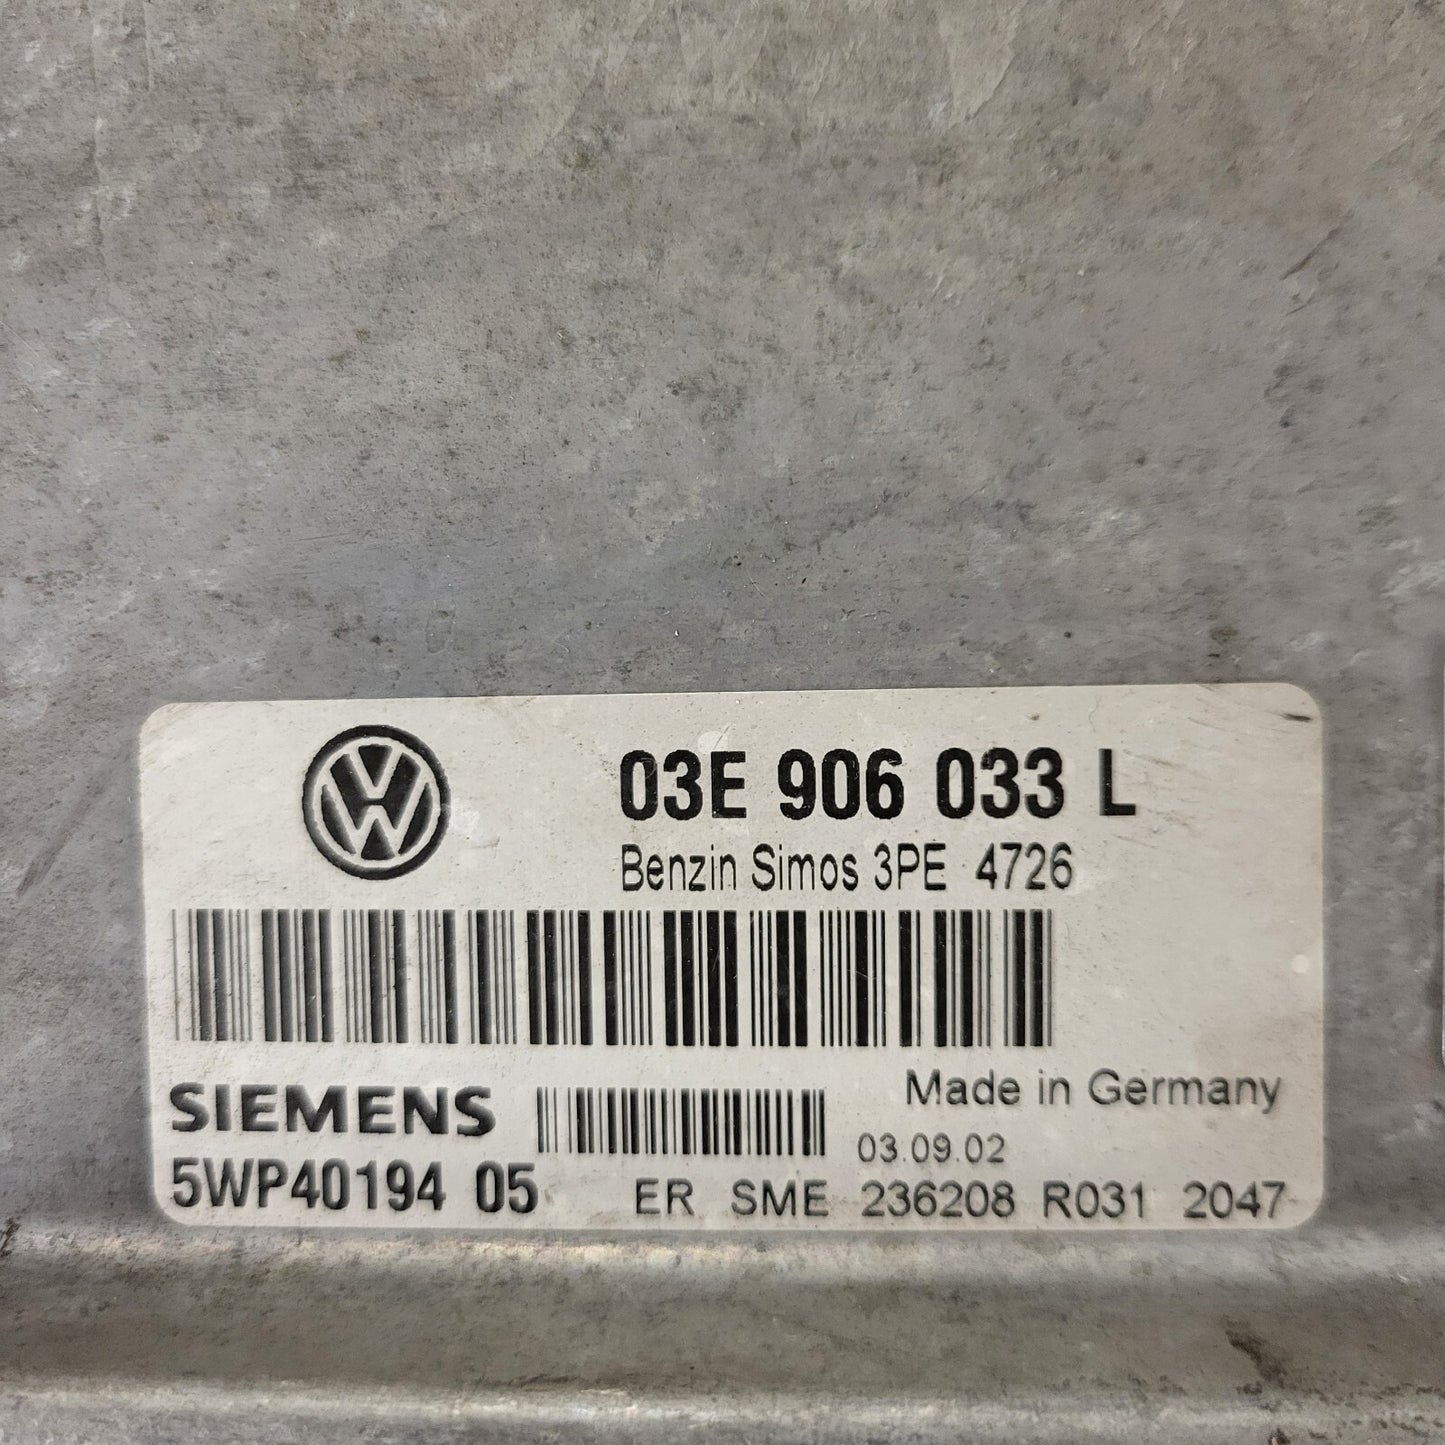 03E 906 033 L
Benzin Simos 3PE 4726
SIEMENS
Made in Germany
03.09.02
5WP40194 05
ER SME 236208 R031 2047